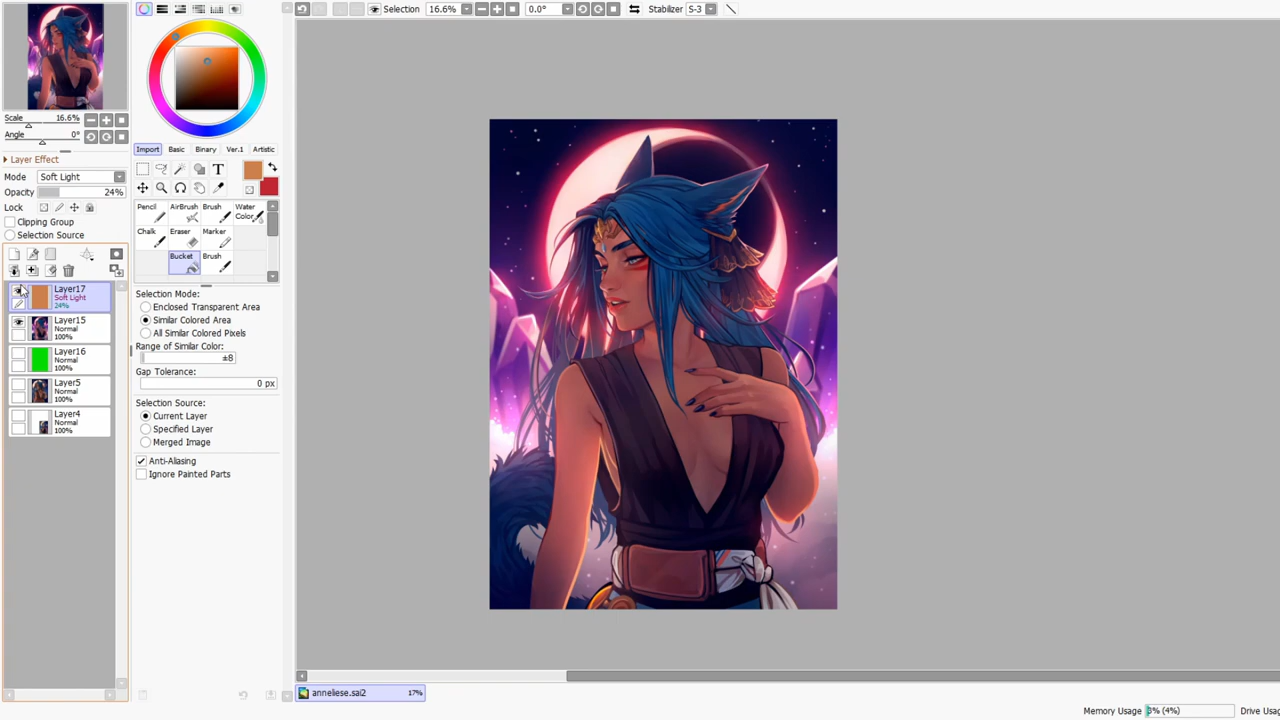 Selection 16.6% 0.0° Stabilizer S-3
Scale 16.6%
Angle 0°
Layer Effect
Mode Soft Light
Opacity 24%
Lock
Clipping Group
Selection Source
Layer17
Soft Light
24%
Layer15
Normal
100%
Layer16
Normal
100%
Layer5
Normal
100%
Layer4
Normal
100%
Import Basic Binary Ver.1 Artistic
T
Pencil AirBrush Brush Water
Color
Chalk Eraser Marker
Bucket Brush
Selection Mode:
Enclosed Transparent Area
Similar Colored Area
All Similar Colored Pixels
Range of Similar Color:
±8
Gap Tolerance:
0 px
Selection Source:
Current Layer
Specified Layer
Merged Image
Anti-Aliasing
Ignore Painted Parts
anneliese.sai2 17%
Memory Usage 3% (4%) Drive Usag